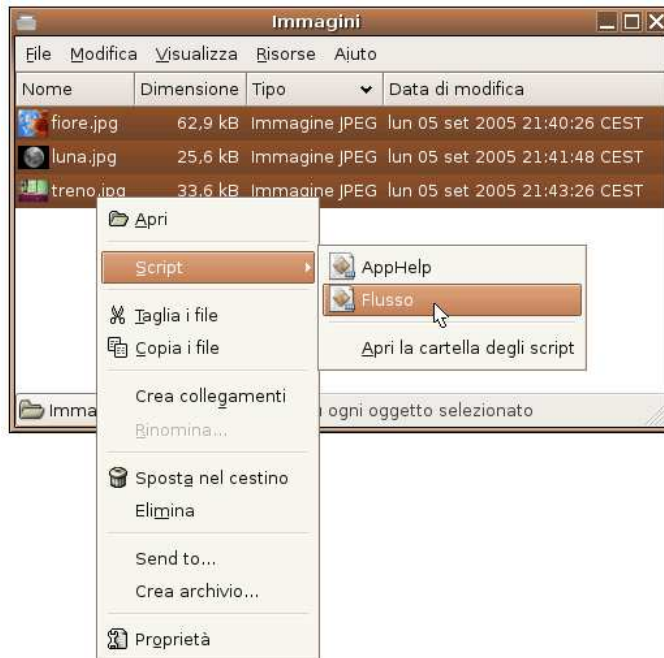 Immagini
File Modifica Visualizza Risorse Aiuto
Nome Dimensione Tipo Data di modifica
fiore.jpg 62,9 kB Immagine JPEG lun 05 set 2005 21:40:26 CEST
luna.jpg 25,6 kB Immagine JPEG lun 05 set 2005 21:41:48 CEST
treno.jpg 33,6 kB Immagine JPEG lun 05 set 2005 21:43:26 CEST
Apri
Script
AppHelp
Flusso
Apri la cartella degli script
Taglia i file
Copia i file
Crea collegamenti
Imma ogni oggetto selezionato
Rinomina...
Sposta nel cestino
Elimina
Send to...
Crea archivio...
Proprietà